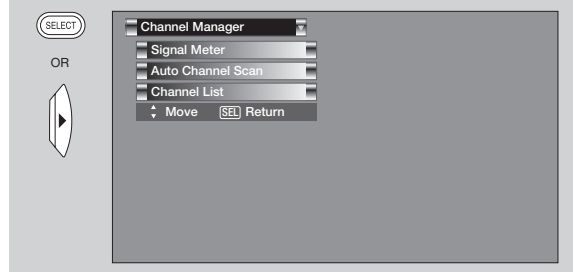 SELECT
OR
Channel Manager
Signal Meter
Auto Channel Scan
Channel List
Move SEL Return